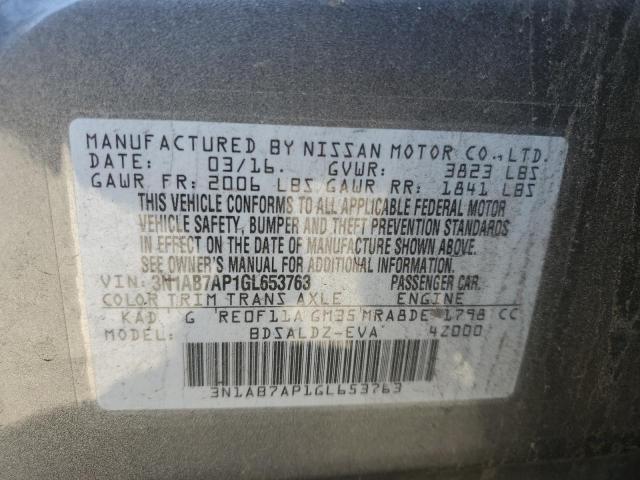 MANUFACTURED BY NISSAN MOTOR CO.,LTD.
DATE: 03/16. GVWR: 3823 LBS
GAWR FR: 2006 LBS GAWR RR: 1841 LBS
THIS VEHICLE CONFORMS TO ALL APPLICABLE FEDERAL MOTOR
VEHICLE SAFETY, BUMPER AND THEFT PREVENTION STANDARDS
IN EFFECT ON THE DATE OF MANUFACTURE SHOWN ABOVE.
SEE OWNER'S MANUAL FOR ADDITIONAL INFORMATION.
VIN: 3N1AB7AP1GL653763 PASSENGER CAR.
COLOR TRIM TRANS AXLE ENGINE
KAD G RE0F11A GM35 MRA8DE 1798 CC
MODEL: BDSALDZ-EVA 42000
3N1AB7AP1GL653763